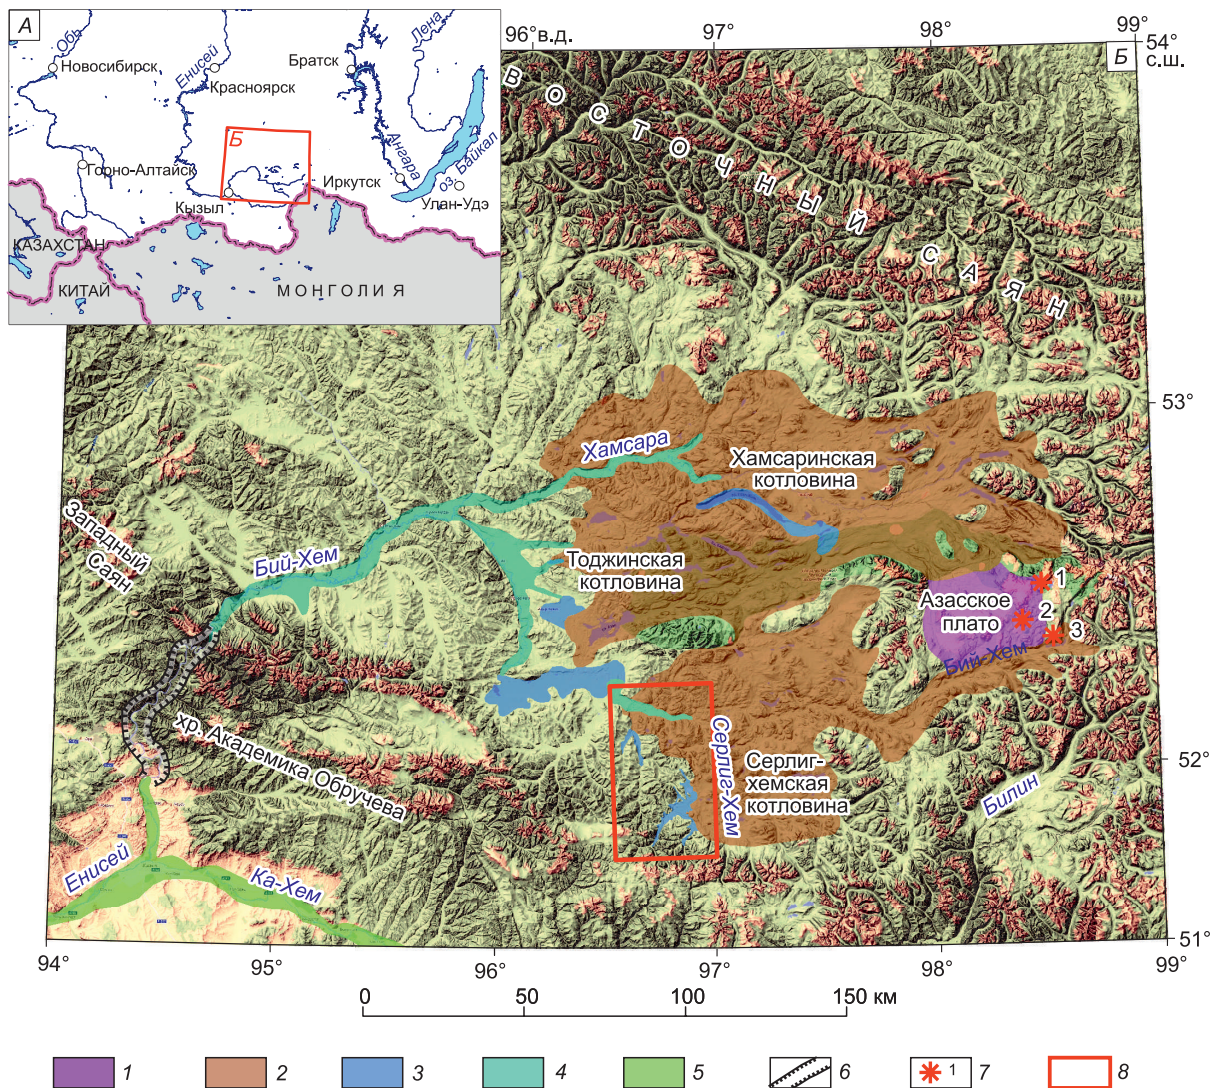 А
Обь
Новосибирск
Енисей
Красноярск
Братск
Лена
Ангара
оз. Байкал
Б
Горно-Алтайск
Кызыл
Иркутск
Улан-Удэ
КАЗАХСТАН
КИТАЙ
МОНГОЛИЯ
96°в.д.
97°
98°
99°
Б
54°
с.ш.
ВОСТОЧНЫЙ САЯН
53°
Хамсара
Хамсаринская
котловина
Западный
Саян
Бий-Хем
Тоджинская
котловина
Азасское
плато
1
2
3
Бий-Хем
хр. Академика Обручева
Серлиг-Хем
Серлиг-
хемская
котловина
Билин
52°
Енисей
Ка-Хем
51°
94°
95°
96°
97°
98°
99°
0 50 100 150 км
1 2 3 4 5 6 1 7 8